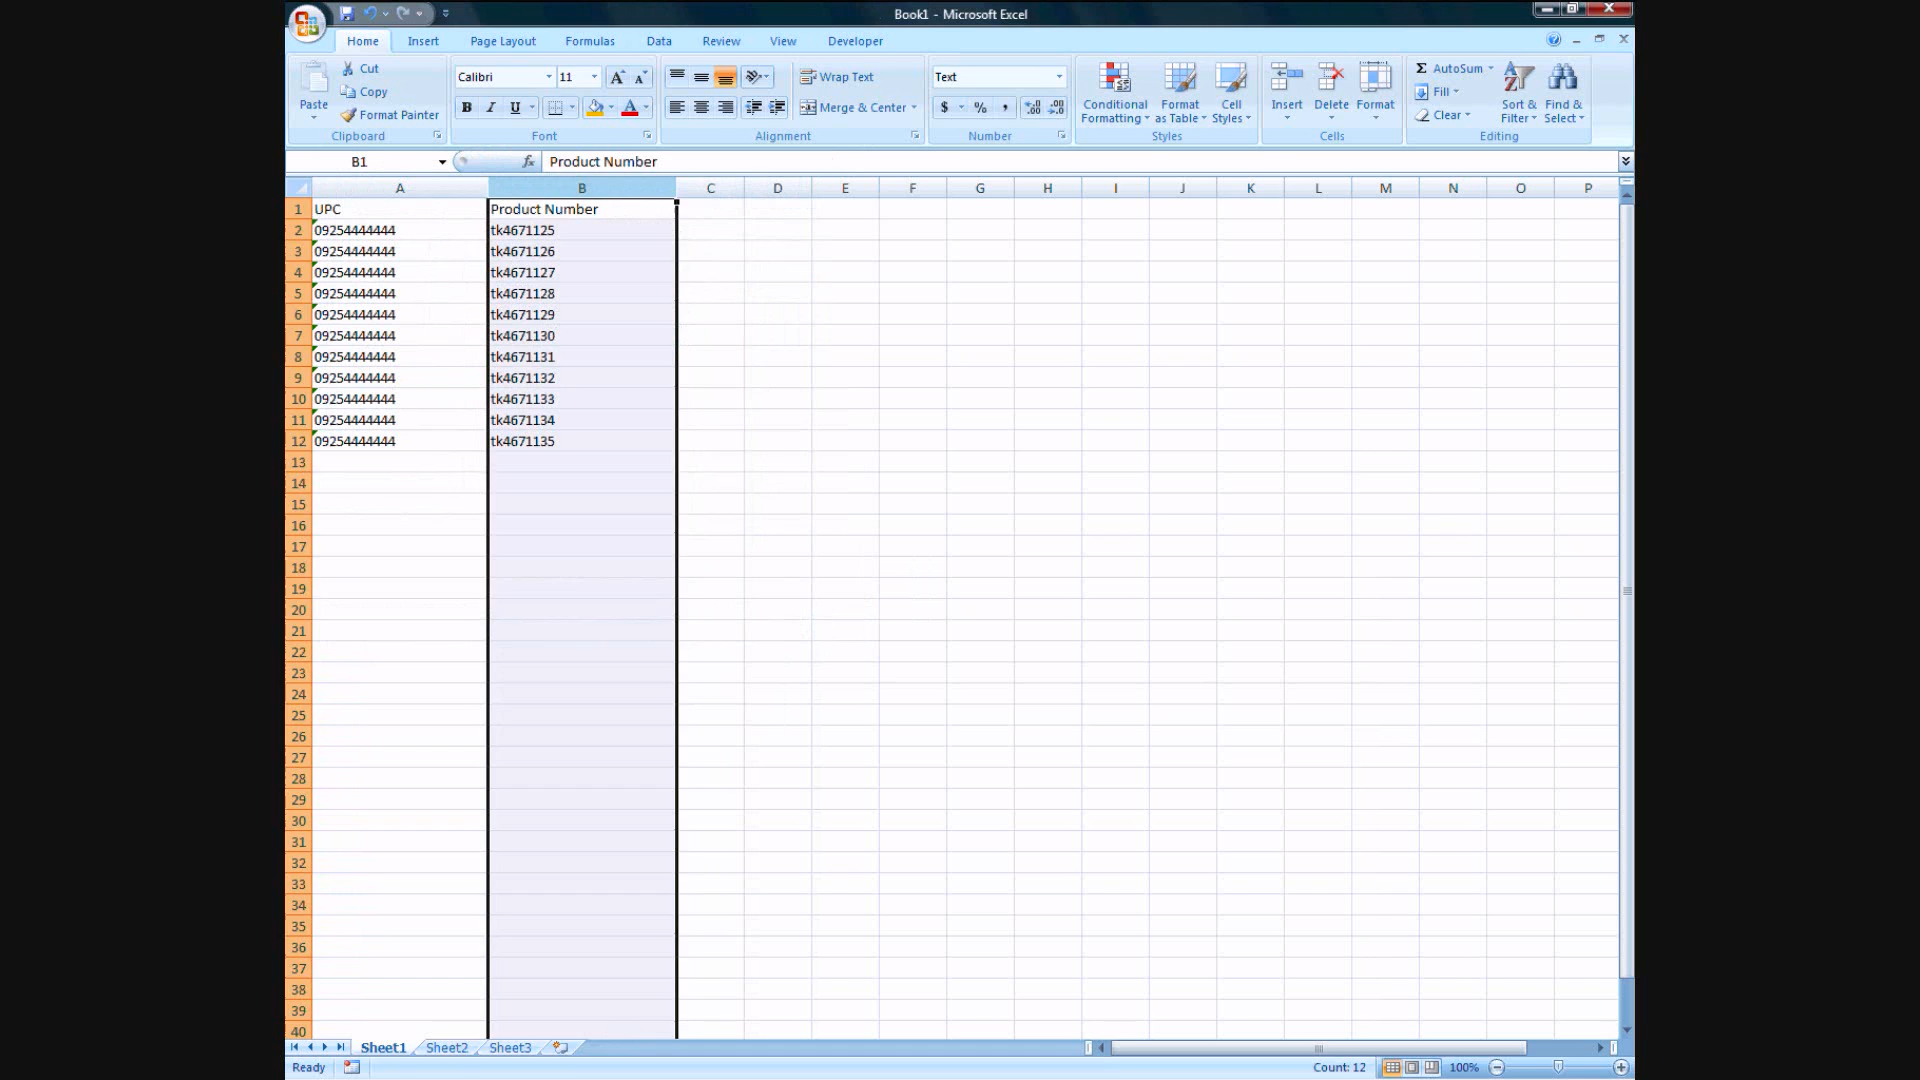 Book1 - Microsoft Excel
Home Insert Page Layout Formulas Data Review View Developer
Paste Cut Copy Format Painter Clipboard
Calibri 11 A A B I U A Font
Wrap Text Merge & Center Alignment
Text $ % , .0 .00 .00 .0 Number
Conditional Formatting Format as Table Cell Styles Styles
Insert Delete Format Cells
Σ AutoSum Fill Clear Sort & Filter Find & Select Editing
B1 fx Product Number
A B C D E F G H I J K L M N O P
1 UPC Product Number
2 09254444444 tk4671125
3 09254444444 tk4671126
4 09254444444 tk4671127
5 09254444444 tk4671128
6 09254444444 tk4671129
7 09254444444 tk4671130
8 09254444444 tk4671131
9 09254444444 tk4671132
10 09254444444 tk4671133
11 09254444444 tk4671134
12 09254444444 tk4671135
13
14
15
16
17
18
19
20
21
22
23
24
25
26
27
28
29
30
31
32
33
34
35
36
37
38
39
40
Sheet1 Sheet2 Sheet3
Ready Count: 12 100%